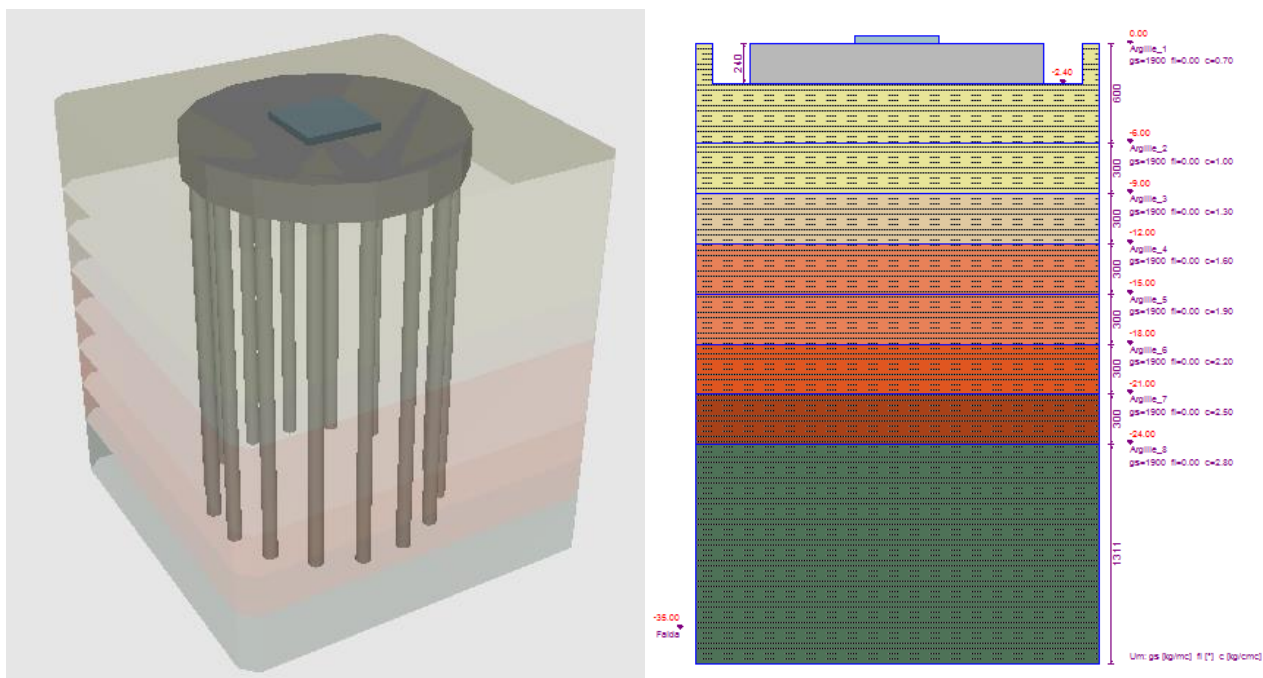 0.00
Argille_1
gs=1900 fi=0.00 c=0.70
240
-2.40
600
-6.00
Argille_2
gs=1900 fi=0.00 c=1.00
300
-9.00
Argille_3
gs=1900 fi=0.00 c=1.30
300
-12.00
Argille_4
gs=1900 fi=0.00 c=1.60
300
-15.00
Argille_5
gs=1900 fi=0.00 c=1.90
300
-18.00
Argille_6
gs=1900 fi=0.00 c=2.20
300
-21.00
Argille_7
gs=1900 fi=0.00 c=2.50
300
-24.00
Argille_8
gs=1900 fi=0.00 c=2.80
1311
-35.00
Falda
Um: gs [kg/mc] fi [°] c [kg/cmc]